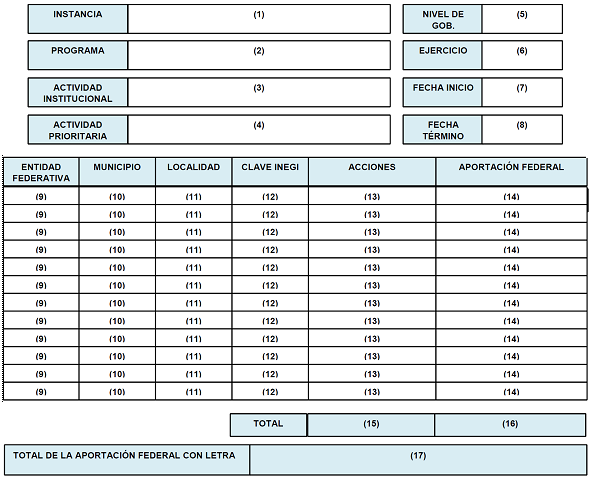 INSTANCIA (1) NIVEL DE GOB. (5)
PROGRAMA (2) EJERCICIO (6)
ACTIVIDAD INSTITUCIONAL (3) FECHA INICIO (7)
ACTIVIDAD PRIORITARIA (4) FECHA TÉRMINO (8)
ENTIDAD FEDERATIVA MUNICIPIO LOCALIDAD CLAVE INEGI ACCIONES APORTACIÓN FEDERAL
(9) (10) (11) (12) (13) (14)
(9) (10) (11) (12) (13) (14)
(9) (10) (11) (12) (13) (14)
(9) (10) (11) (12) (13) (14)
(9) (10) (11) (12) (13) (14)
(9) (10) (11) (12) (13) (14)
(9) (10) (11) (12) (13) (14)
(9) (10) (11) (12) (13) (14)
(9) (10) (11) (12) (13) (14)
(9) (10) (11) (12) (13) (14)
(9) (10) (11) (12) (13) (14)
(9) (10) (11) (12) (13) (14)
TOTAL (15) (16)
TOTAL DE LA APORTACIÓN FEDERAL CON LETRA (17)